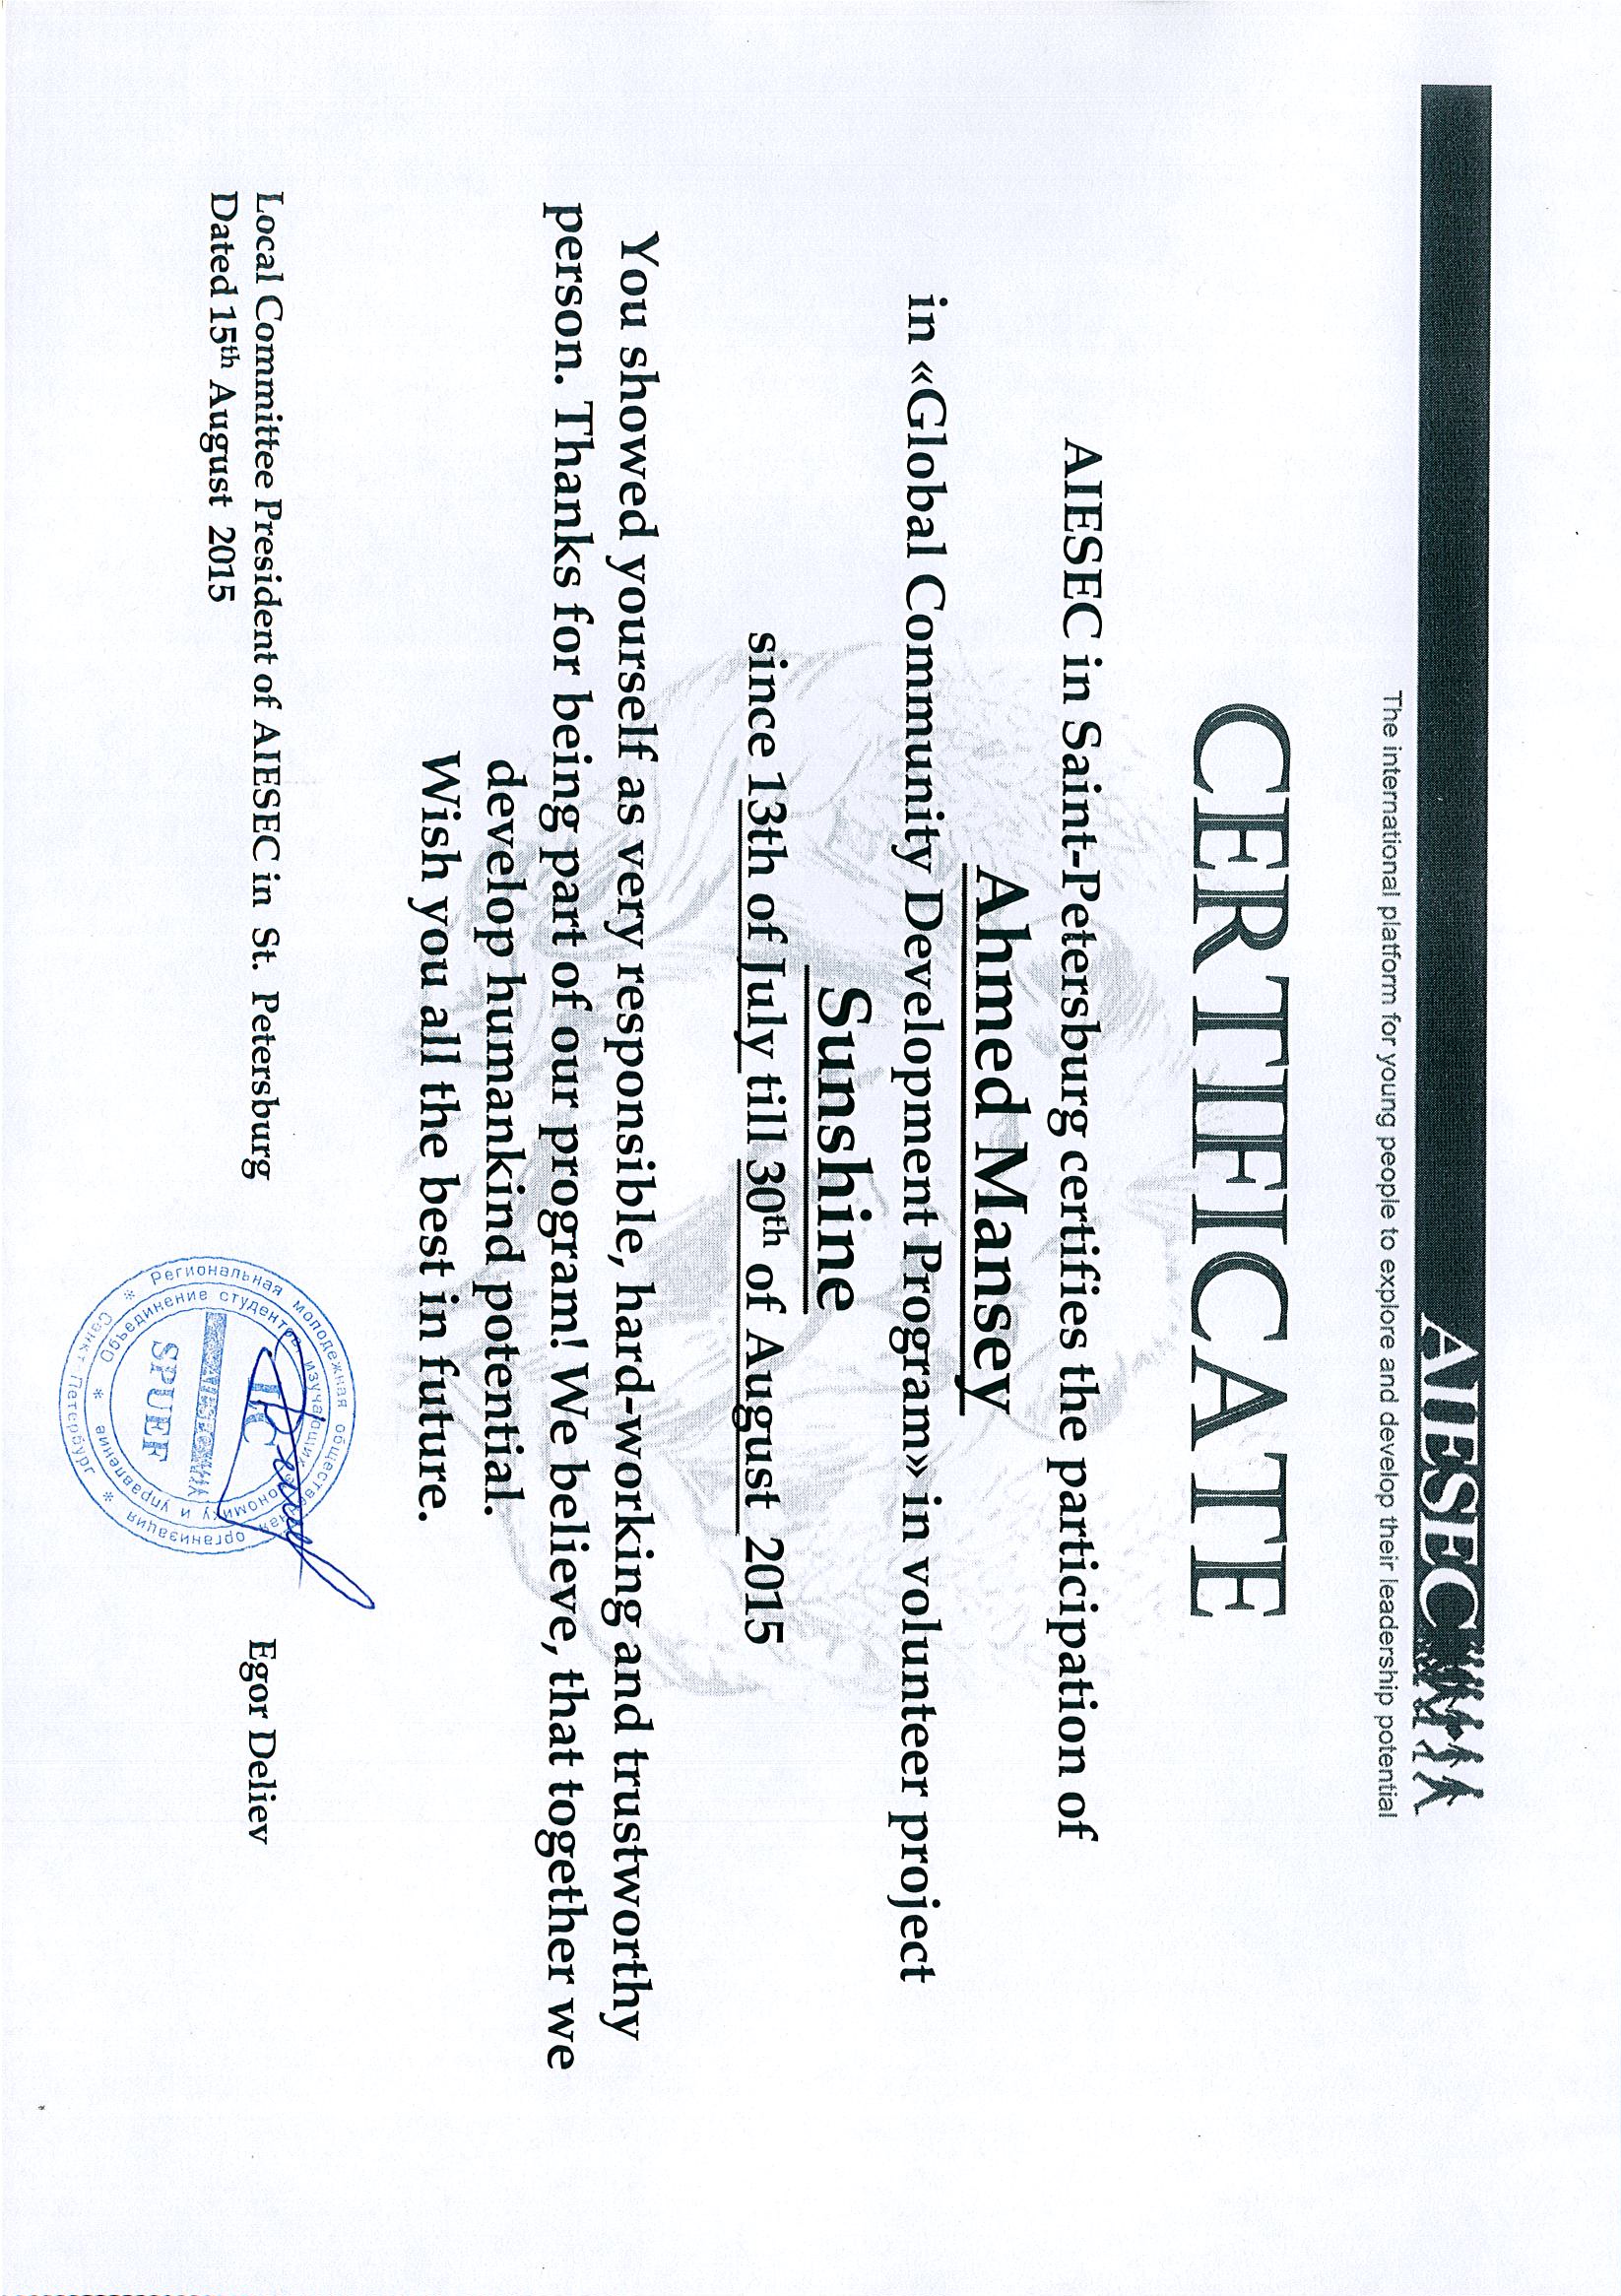 AIESEC
The international platform for young people to explore and develop their leadership potential
CERTIFICATE
AIESEC in Saint-Petersburg certifies the participation of
Ahmed Mansey
in «Global Community Development Program» in volunteer project
Sunshine
since 13th of July till 30th of August 2015
You showed yourself as very responsible, hard-working and trustworthy
person. Thanks for being part of our program! We believe, that together we
develop humankind potential.
Wish you all the best in future.
Local Committee President of AIESEC in St. Petersburg
Dated 15th August 2015
Региональная молодежная общественная организация
* Санкт-Петербург *
Объединение студентов, изучающих экономику и управление *
LC
AIESEC
SPUEF
Egor Deliev